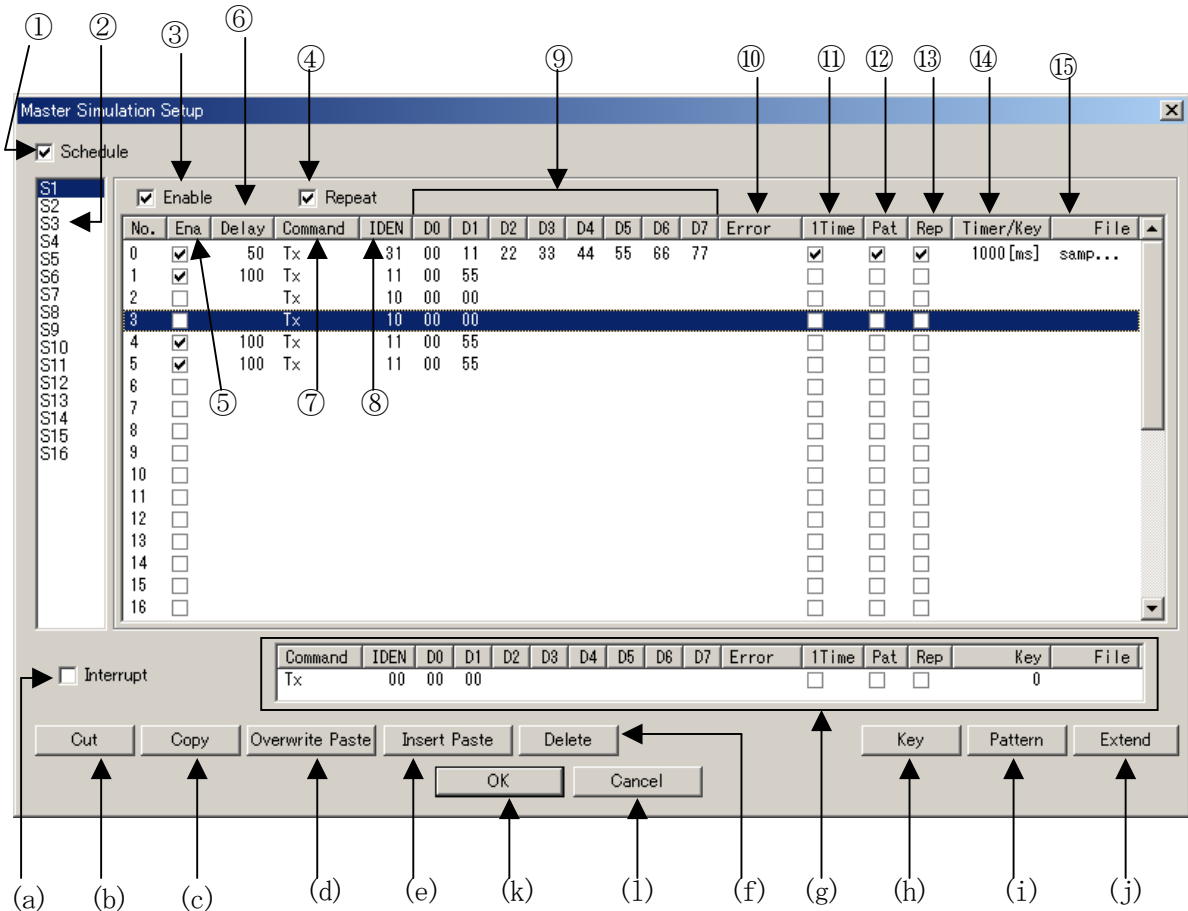 ① ② ③ ⑥ ④ ⑨ ⑩ ⑪ ⑫ ⑬ ⑭ ⑮
Master Simulation Setup
Schedule
S1
S2
S3
S4
S5
S6
S7
S8
S9
S10
S11
S12
S13
S14
S15
S16
Enable Repeat
No. Ena Delay Command IDEN D0 D1 D2 D3 D4 D5 D6 D7 Error 1Time Pat Rep Timer/Key File
0 50 Tx 31 00 11 22 33 44 55 66 77 1000[ms] samp...
1 100 Tx 11 00 55
2 Tx 10 00 00
3 Tx 10 00 00
4 100 Tx 11 00 55
5 100 Tx 11 00 55
6
7
8
9
10
11
12
13
14
15
16
⑤ ⑦ ⑧
Interrupt
Command IDEN D0 D1 D2 D3 D4 D5 D6 D7 Error 1Time Pat Rep Key File
Tx 00 00 00 0
Cut Copy Overwrite Paste Insert Paste Delete Key Pattern Extend
OK Cancel
(a) (b) (c) (d) (e) (k) (l) (f) (g) (h) (i) (j)